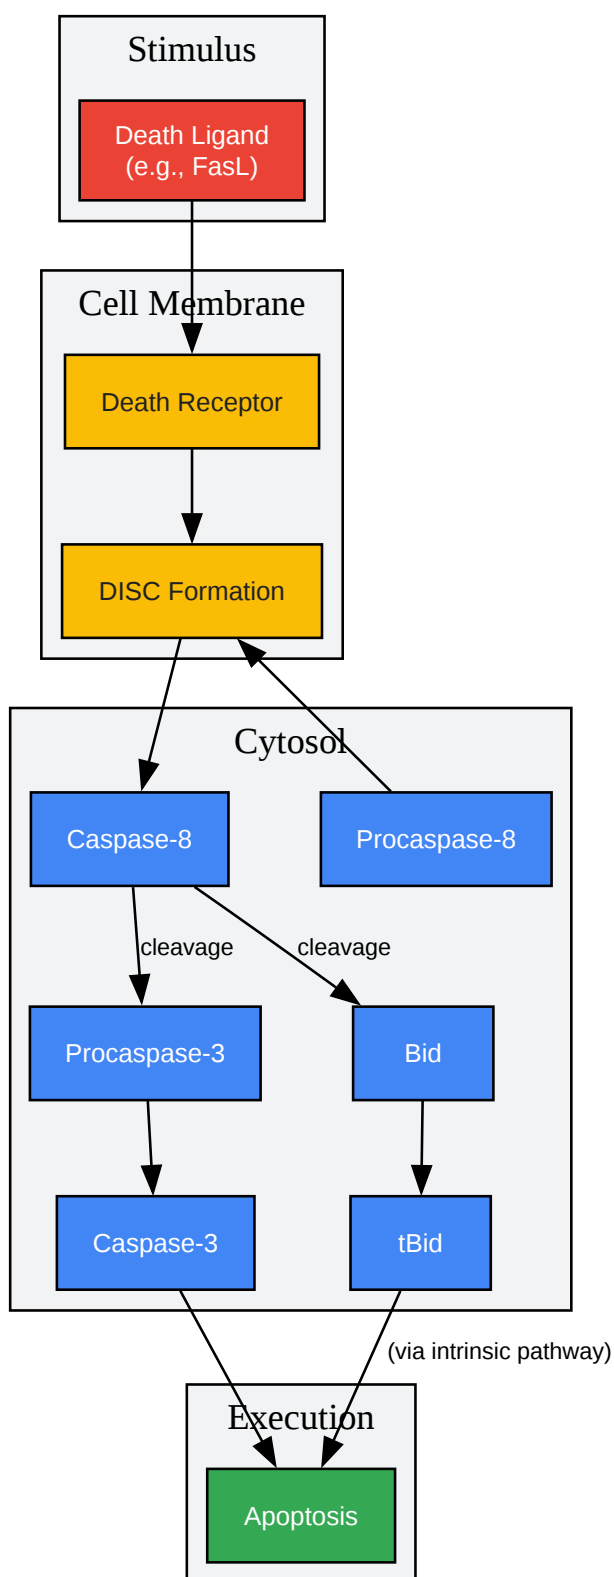 Stimulus
Death Ligand
(e.g., FasL)
Cell Membrane
Death Receptor
DISC Formation
Cytosol
Caspase-8
Procaspase-8
cleavage
cleavage
Procaspase-3
Bid
Caspase-3
tBid
(via intrinsic pathway)
Execution
Apoptosis